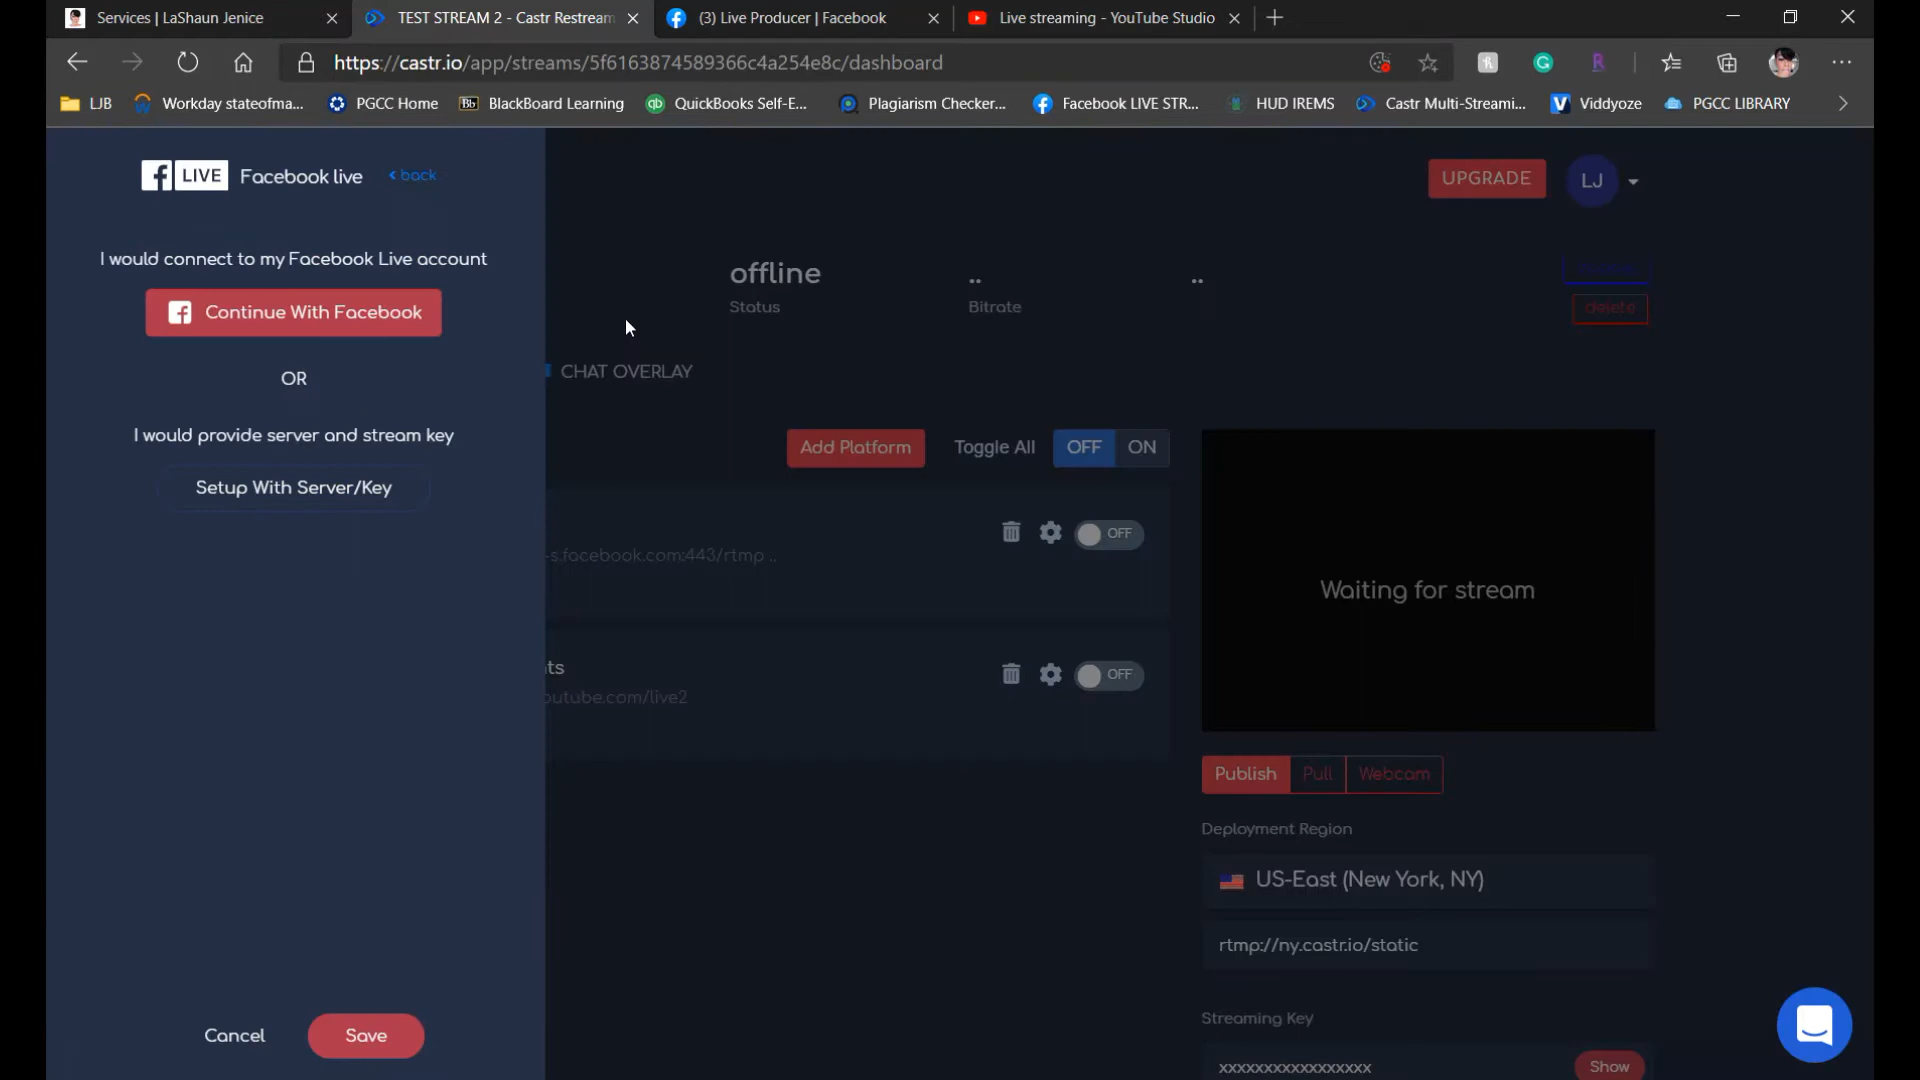 Services | LaShaun Jenice
TEST STREAM 2 - Castr Restream
(3) Live Producer | Facebook
Live streaming - YouTube Studio
https://castr.io/app/streams/5f6163874589366c4a254e8c/dashboard
LJB
Workday stateofma...
PGCC Home
Bb BlackBoard Learning
qb QuickBooks Self-E...
Plagiarism Checker...
Facebook LIVE STR...
HUD IREMS
Castr Multi-Streami...
V Viddyoze
PGCC LIBRARY
LIVE Facebook live
back
UPGRADE
LJ
I would connect to my Facebook Live account
Continue With Facebook
OR
I would provide server and stream key
Setup With Server/Key
offline
Status
..
Bitrate
..
delete
CHAT OVERLAY
Add Platform
Toggle All
OFF
ON
-s.facebook.com:443/rtmp ..
OFF
nts
outube.com/live2
OFF
Waiting for stream
Publish
Pull
Webcam
Deployment Region
US-East (New York, NY)
rtmp://ny.castr.io/static
Streaming Key
xxxxxxxxxxxxxxxxx
Show
Cancel
Save